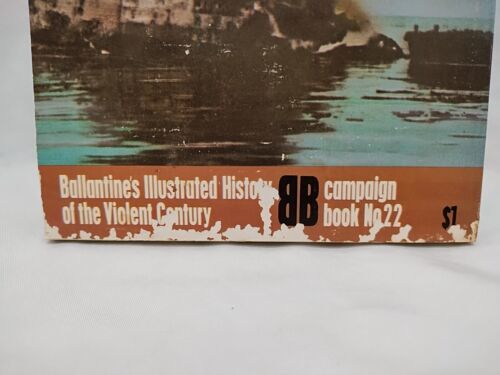 Ballantine's Illustrated History
of the Violent Century
BB
campaign
book No 22
$1